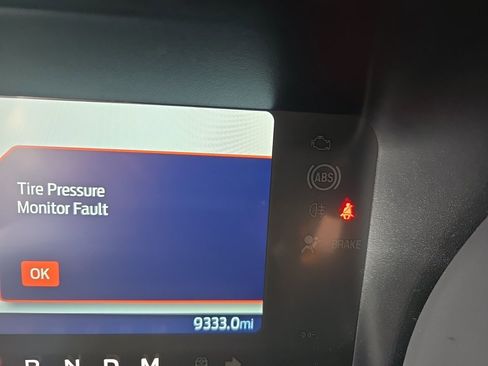 ABS
Tire Pressure
Monitor Fault
BRAKE
OK
9333.0mi
R N D M